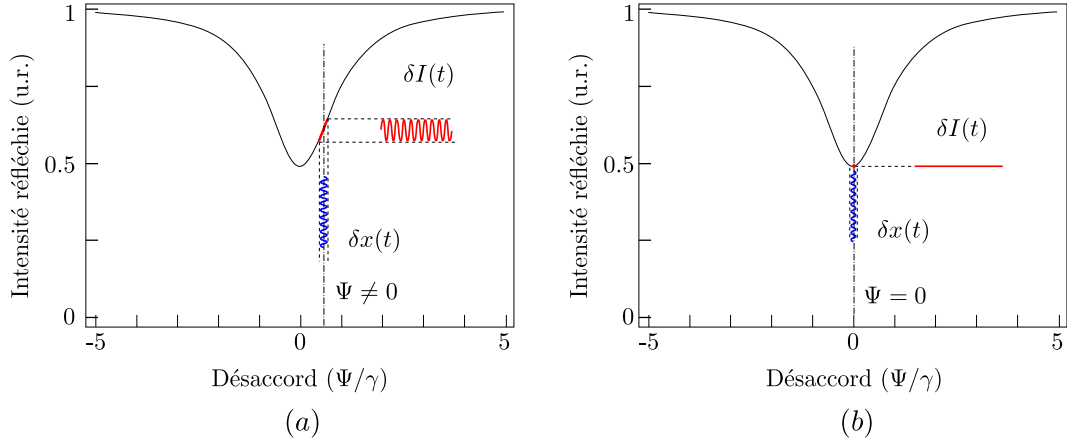 Intensité réfléchie (u.r.)
1
0.5
0
-5
0
5
δI(t)
δx(t)
Ψ ≠ 0
Désaccord (Ψ/γ)
(a)
Intensité réfléchie (u.r.)
1
0.5
0
-5
0
5
δI(t)
δx(t)
Ψ = 0
Désaccord (Ψ/γ)
(b)